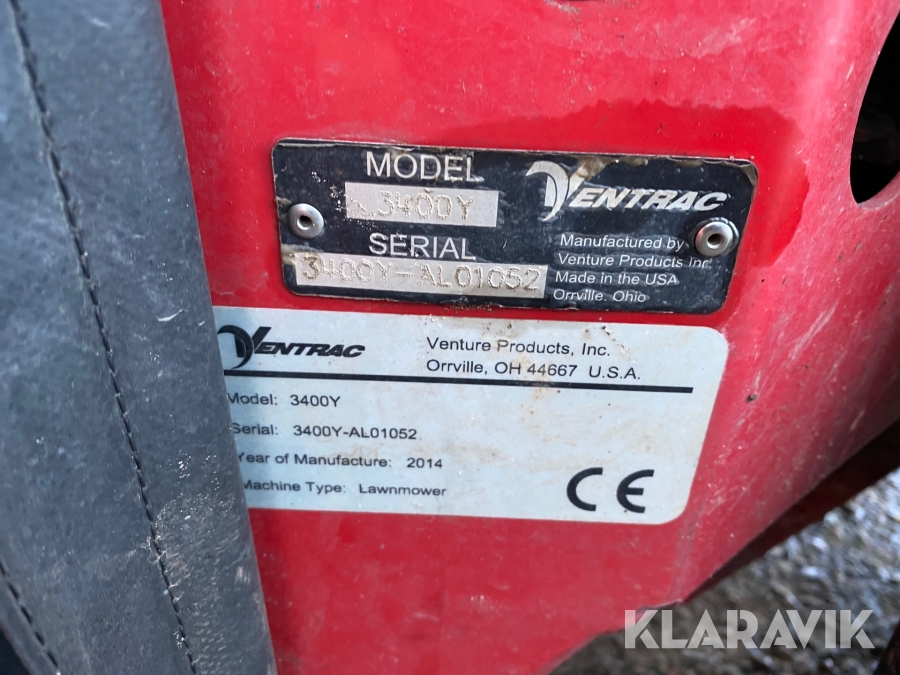 MODEL
3400Y
VENTRAC
SERIAL
3400Y-AL01052
Manufactured by
Venture Products Inc.
Made in the USA
Orrville, Ohio
VENTRAC
Venture Products, Inc.
Orrville, OH 44667 U.S.A.
Model: 3400Y
Serial: 3400Y-AL01052
Year of Manufacture: 2014
Machine Type: Lawnmower
CE
KLARAVIK